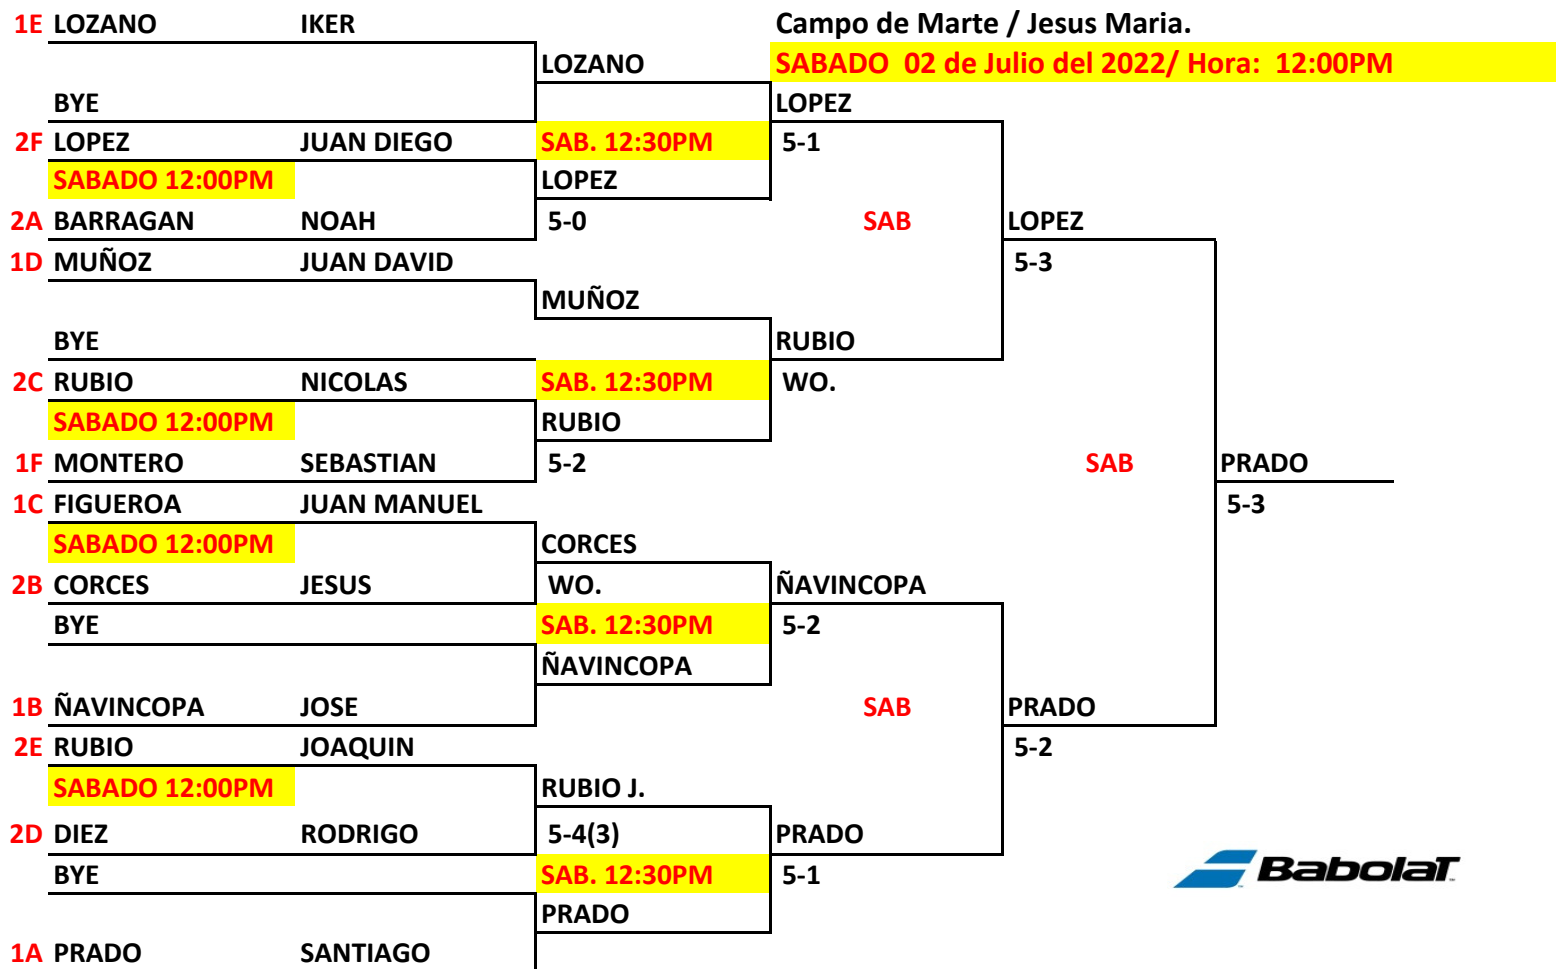 1E LOZANO IKER Campo de Marte / Jesus Maria.
LOZANO SABADO 02 de Julio del 2022/ Hora: 12:00PM
BYE LOPEZ
2F LOPEZ JUAN DIEGO SAB. 12:30PM 5-1
SABADO 12:00PM LOPEZ
2A BARRAGAN NOAH 5-0 SAB LOPEZ
1D MUÑOZ JUAN DAVID 5-3
MUÑOZ
BYE RUBIO
2C RUBIO NICOLAS SAB. 12:30PM WO.
SABADO 12:00PM RUBIO
1F MONTERO SEBASTIAN 5-2 SAB PRADO
1C FIGUEROA JUAN MANUEL 5-3
SABADO 12:00PM CORCES
2B CORCES JESUS WO. ÑAVINCOPA
BYE SAB. 12:30PM 5-2
ÑAVINCOPA
1B ÑAVINCOPA JOSE SAB PRADO
2E RUBIO JOAQUIN 5-2
SABADO 12:00PM RUBIO J.
2D DIEZ RODRIGO 5-4(3) PRADO
BYE SAB. 12:30PM 5-1 BabolaT
PRADO
1A PRADO SANTIAGO